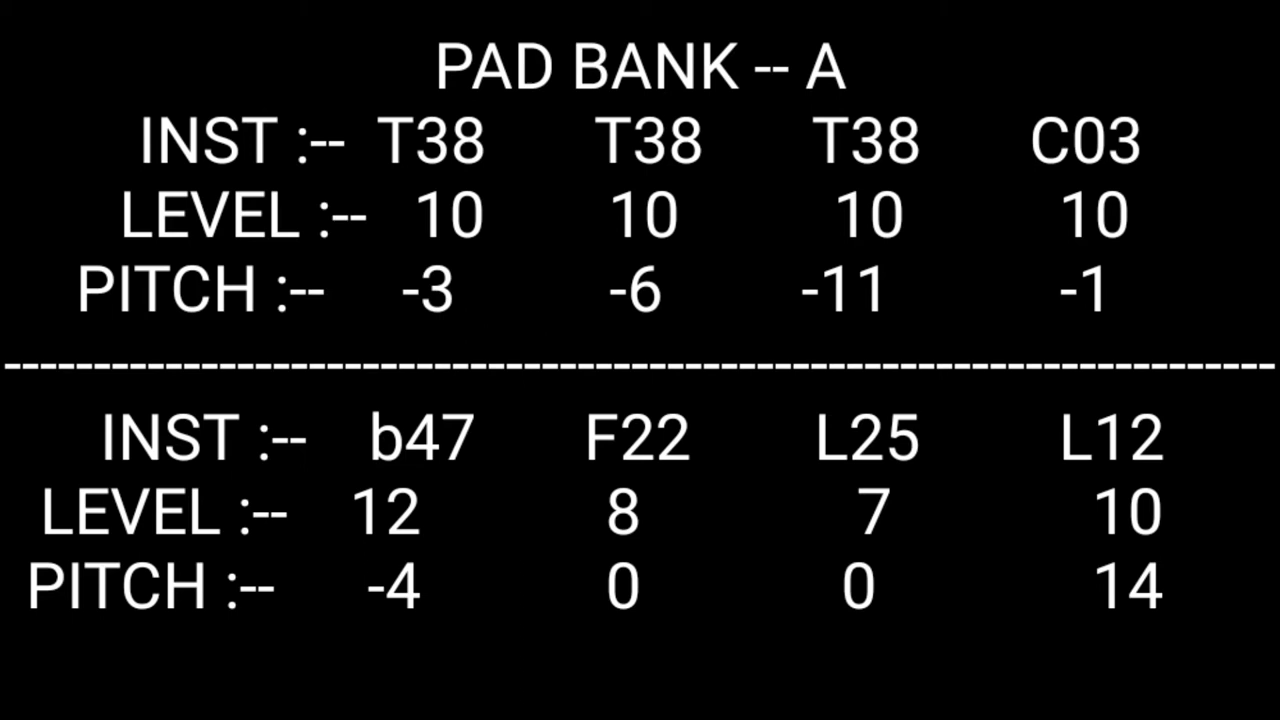 PAD BANK -- A
INST :-- T38 T38 T38 C03
LEVEL :-- 10 10 10 10
PITCH :-- -3 -6 -11 -1
-----------------------------------------------------------------------
INST :-- b47 F22 L25 L12
LEVEL :-- 12 8 7 10
PITCH :-- -4 0 0 14